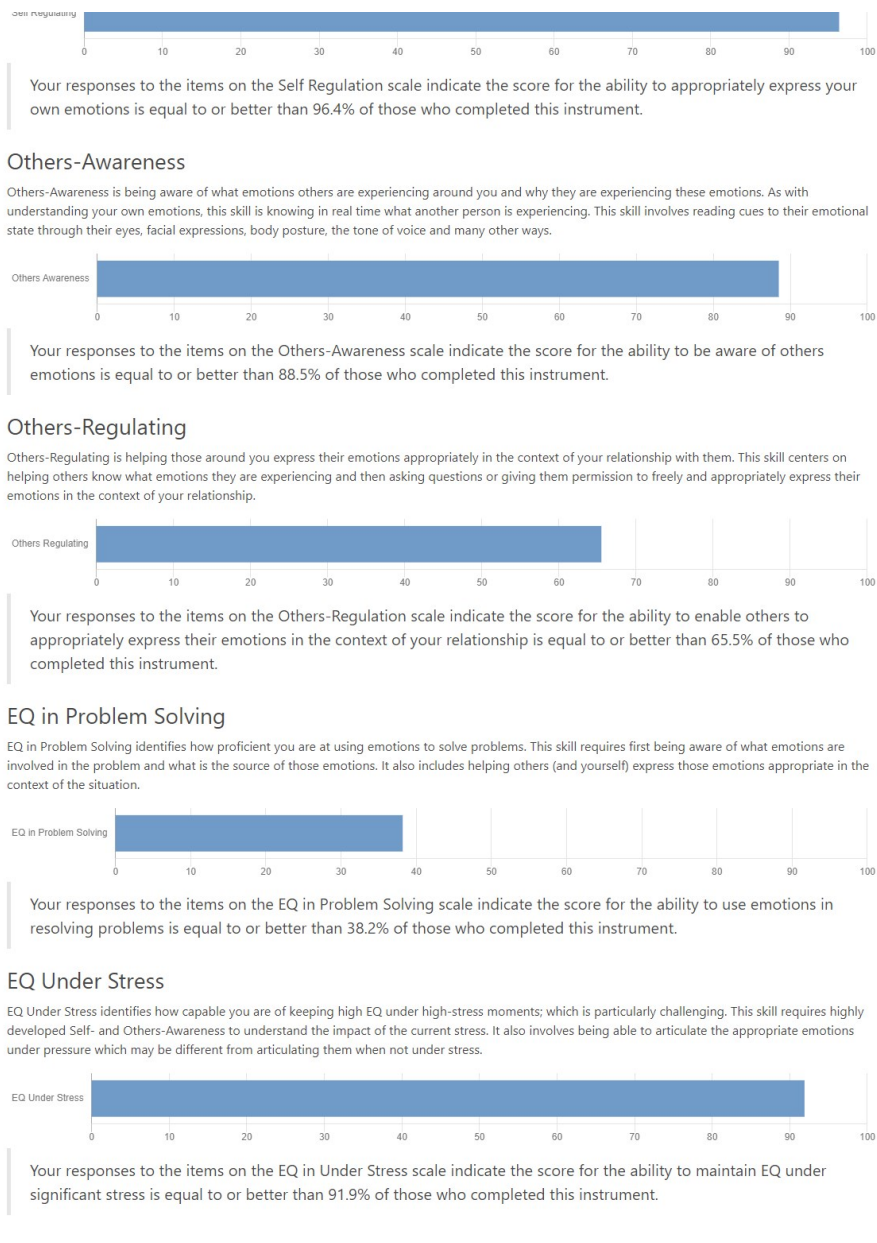 Self Regulating
0 10 20 30 40 50 60 70 80 90 100
Your responses to the items on the Self Regulation scale indicate the score for the ability to appropriately express your
own emotions is equal to or better than 96.4% of those who completed this instrument.
Others-Awareness
Others-Awareness is being aware of what emotions others are experiencing around you and why they are experiencing these emotions. As with
understanding your own emotions, this skill is knowing in real time what another person is experiencing. This skill involves reading cues to their emotional
state through their eyes, facial expressions, body posture, the tone of voice and many other ways.
Others Awareness
0 10 20 30 40 50 60 70 80 90 100
Your responses to the items on the Others-Awareness scale indicate the score for the ability to be aware of others
emotions is equal to or better than 88.5% of those who completed this instrument.
Others-Regulating
Others-Regulating is helping those around you express their emotions appropriately in the context of your relationship with them. This skill centers on
helping others know what emotions they are experiencing and then asking questions or giving them permission to freely and appropriately express their
emotions in the context of your relationship.
Others Regulating
0 10 20 30 40 50 60 70 80 90 100
Your responses to the items on the Others-Regulation scale indicate the score for the ability to enable others to
appropriately express their emotions in the context of your relationship is equal to or better than 65.5% of those who
completed this instrument.
EQ in Problem Solving
EQ in Problem Solving identifies how proficient you are at using emotions to solve problems. This skill requires first being aware of what emotions are
involved in the problem and what is the source of those emotions. It also includes helping others (and yourself) express those emotions appropriate in the
context of the situation.
EQ in Problem Solving
0 10 20 30 40 50 60 70 80 90 100
Your responses to the items on the EQ in Problem Solving scale indicate the score for the ability to use emotions in
resolving problems is equal to or better than 38.2% of those who completed this instrument.
EQ Under Stress
EQ Under Stress identifies how capable you are of keeping high EQ under high-stress moments; which is particularly challenging. This skill requires highly
developed Self- and Others-Awareness to understand the impact of the current stress. It also involves being able to articulate the appropriate emotions
under pressure which may be different from articulating them when not under stress.
EQ Under Stress
0 10 20 30 40 50 60 70 80 90 100
Your responses to the items on the EQ in Under Stress scale indicate the score for the ability to maintain EQ under
significant stress is equal to or better than 91.9% of those who completed this instrument.